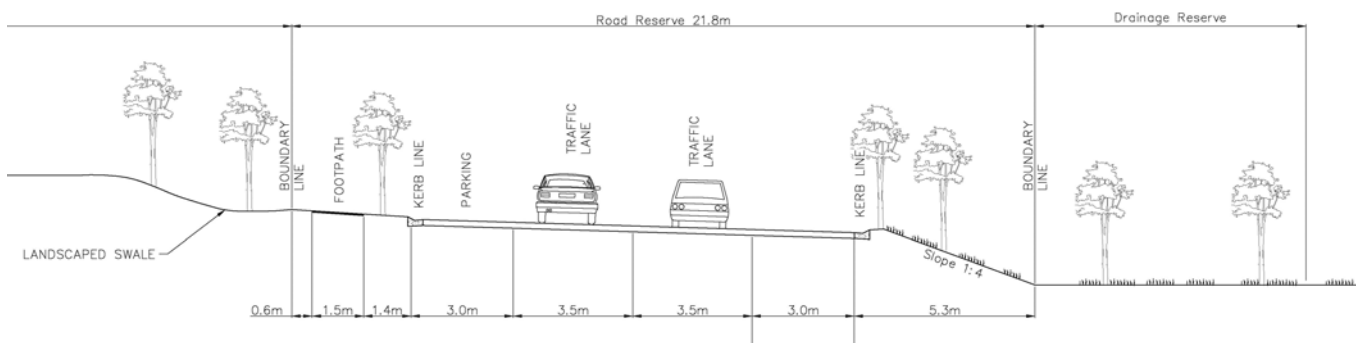 Road Reserve 21.8m
Drainage Reserve
BOUNDARY
LINE
FOOTPATH
KERB LINE
PARKING
TRAFFIC
LANE
TRAFFIC
LANE
KERB LINE
BOUNDARY
LINE
LANDSCAPED SWALE
Slope 1:4
0.6m
1.5m
1.4m
3.0m
3.5m
3.5m
3.0m
5.3m